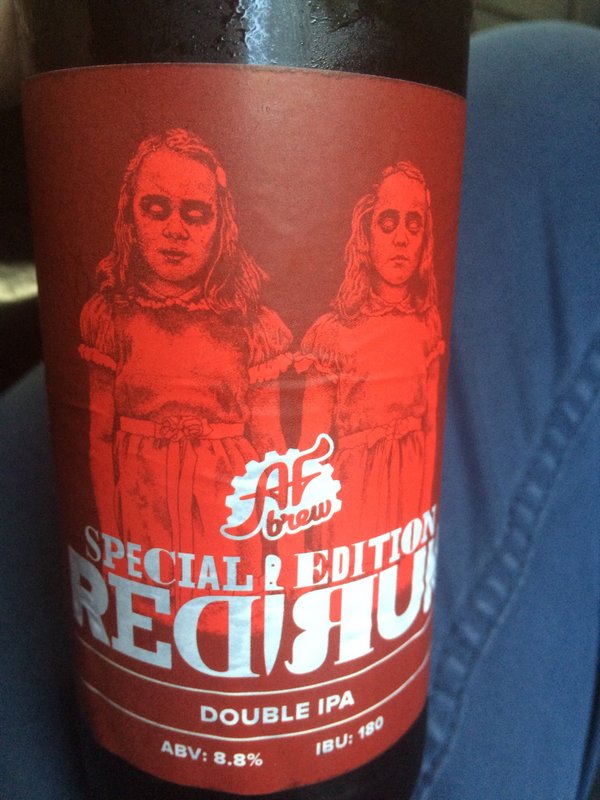 AF
brew
SPECIAL EDITION
REDRUM
DOUBLE IPA
ABV: 8.8% IBU: 180